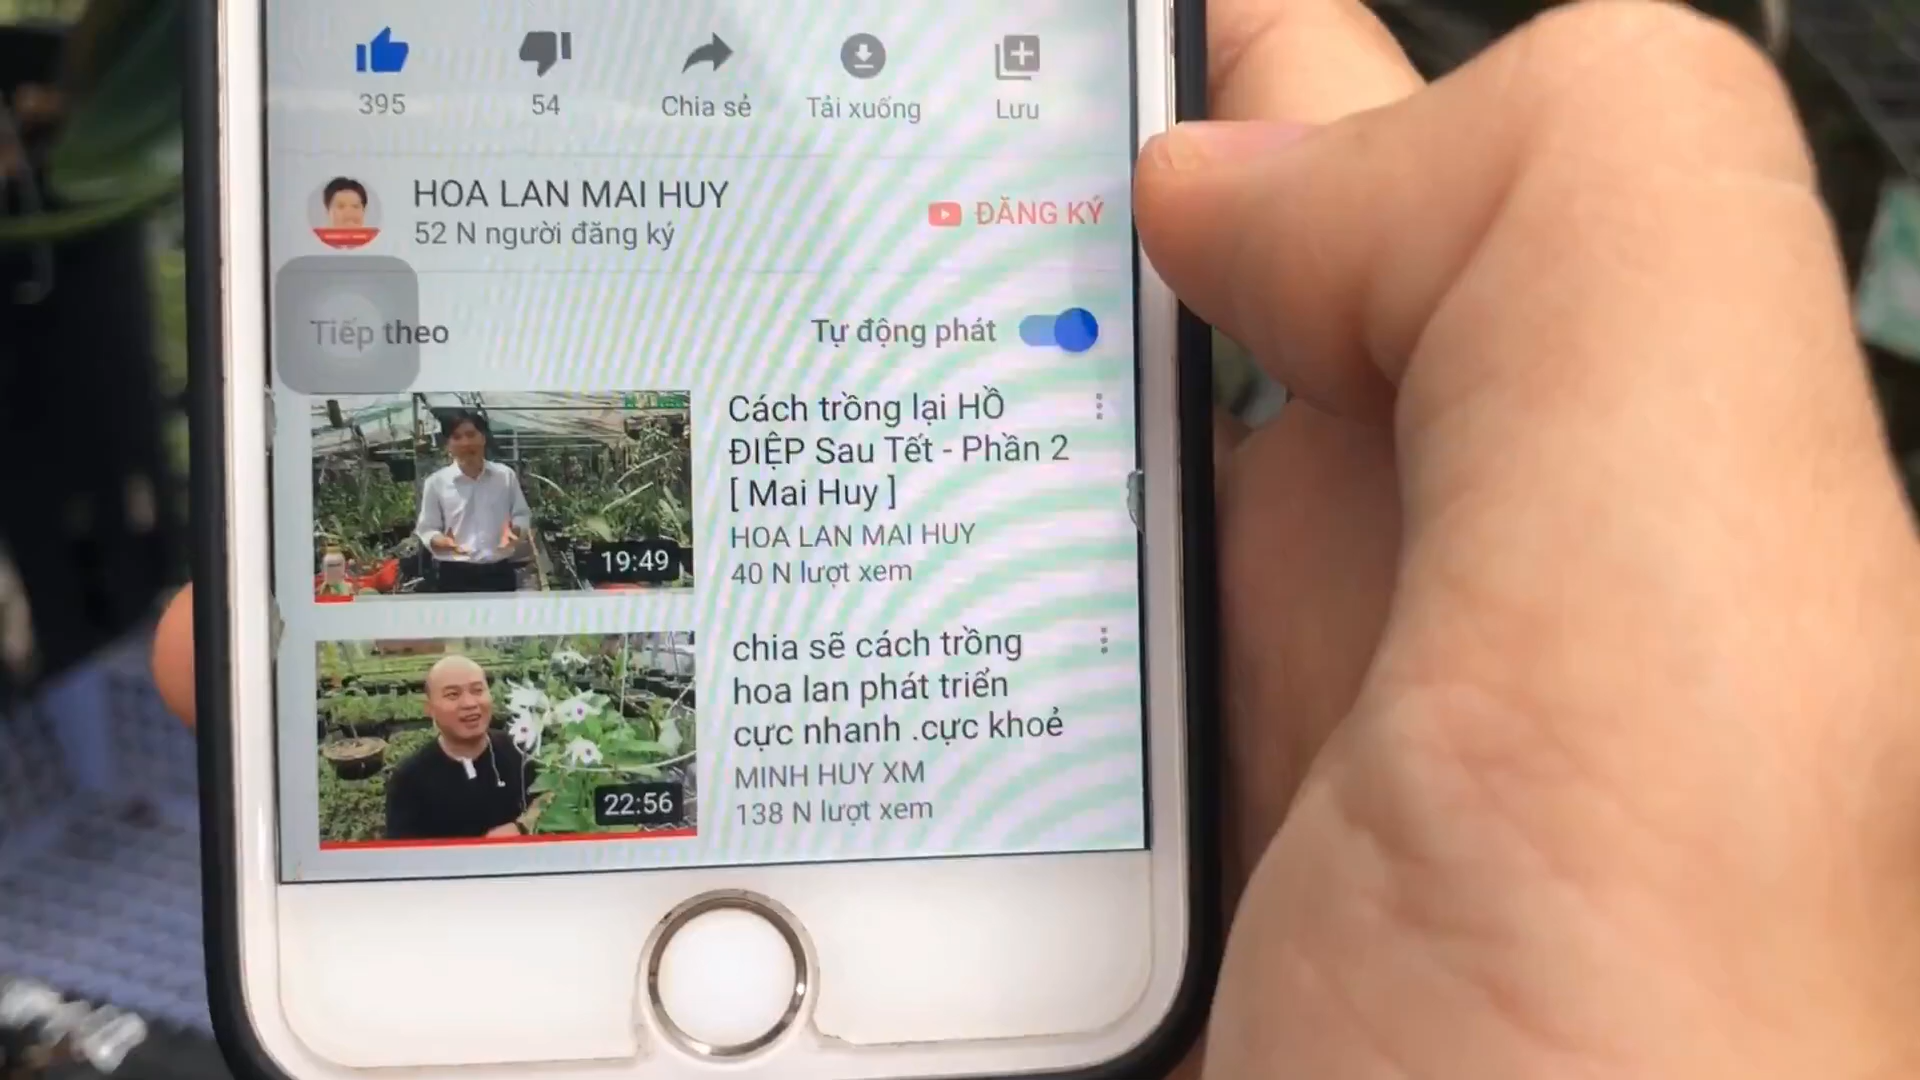 395
54
Chia sẻ
Tải xuống
Lưu
HOA LAN MAI HUY
52 N người đăng ký
ĐĂNG KÝ
Tiếp theo
Tự động phát
Cách trồng lại HỒ
ĐIỆP Sau Tết - Phần 2
[ Mai Huy ]
HOA LAN MAI HUY
40 N lượt xem
19:49
chia sẽ cách trồng
hoa lan phát triển
cực nhanh .cực khoẻ
MINH HUY XM
138 N lượt xem
22:56